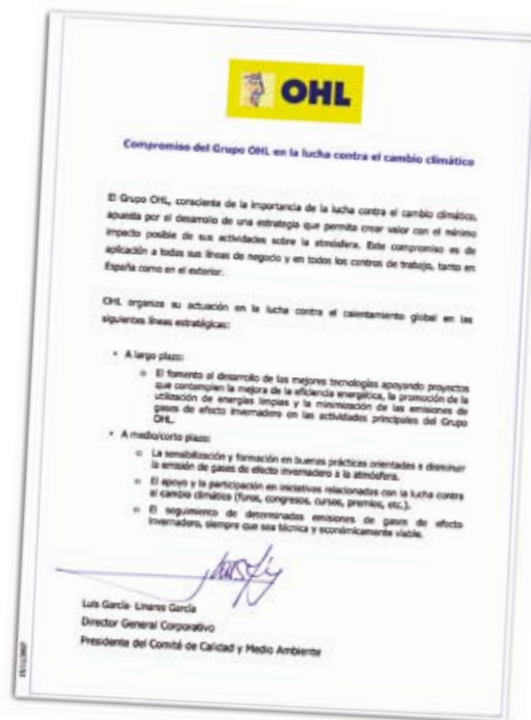 OHL
Compromiso del Grupo OHL en la lucha contra el cambio climático
El Grupo OHL, consciente de la importancia de la lucha contra el cambio climático,
apuesta por el desarrollo de una estrategia que permita crear valor con el mínimo
impacto posible de sus actividades sobre la atmósfera. Este compromiso es de
aplicación a todas sus líneas de negocio y en todos los centros de trabajo, tanto en
España como en el exterior.
OHL organiza su actuación en la lucha contra el calentamiento global en las
siguientes líneas estratégicas:
• A largo plazo:
o El fomento al desarrollo de las mejores tecnologías apoyando proyectos
que contemplen la mejora de la eficiencia energética, la promoción de la
utilización de energías limpias y la minimización de las emisiones de
gases de efecto invernadero en las actividades principales del Grupo
OHL.
• A medio/corto plazo:
o La sensibilización y formación en buenas prácticas orientadas a disminuir
la emisión de gases de efecto invernadero a la atmósfera.
o El apoyo y la participación en iniciativas relacionadas con la lucha contra
el cambio climático (foros, congresos, cursos, premios, etc.).
o El seguimiento de determinadas emisiones de gases de efecto
invernadero, siempre que sea técnica y económicamente viable.
Luis García- Linares García
Director General Corporativo
Presidente del Comité de Calidad y Medio Ambiente